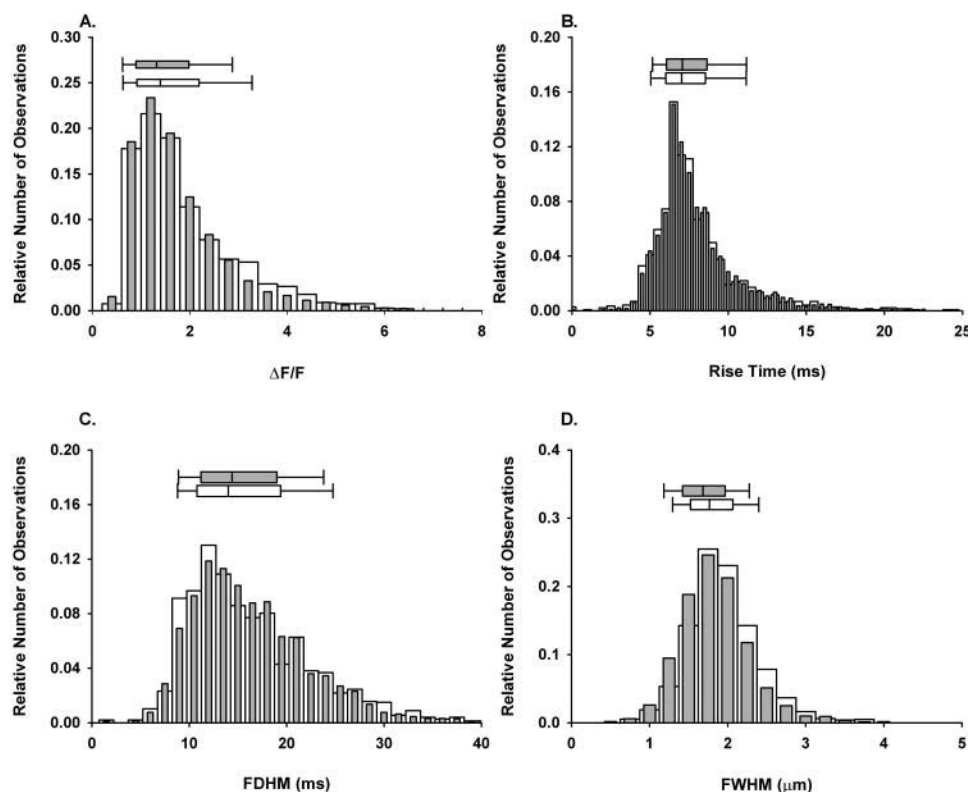 A.
Relative Number of Observations
0.30
0.25
0.20
0.15
0.10
0.05
0.00
0 2 4 6 8
ΔF/F
B.
Relative Number of Observations
0.20
0.16
0.12
0.08
0.04
0.00
0 5 10 15 20 25
Rise Time (ms)
C.
Relative Number of Observations
0.20
0.16
0.12
0.08
0.04
0.00
0 10 20 30 40
FDHM (ms)
D.
Relative Number of Observations
0.4
0.3
0.2
0.1
0.0
0 1 2 3 4 5
FWHM (μm)